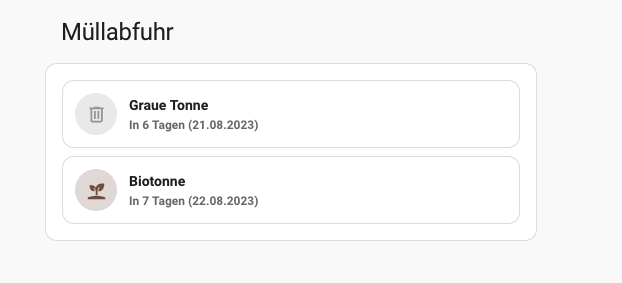 Müllabfuhr
Graue Tonne
In 6 Tagen (21.08.2023)
Biotonne
In 7 Tagen (22.08.2023)